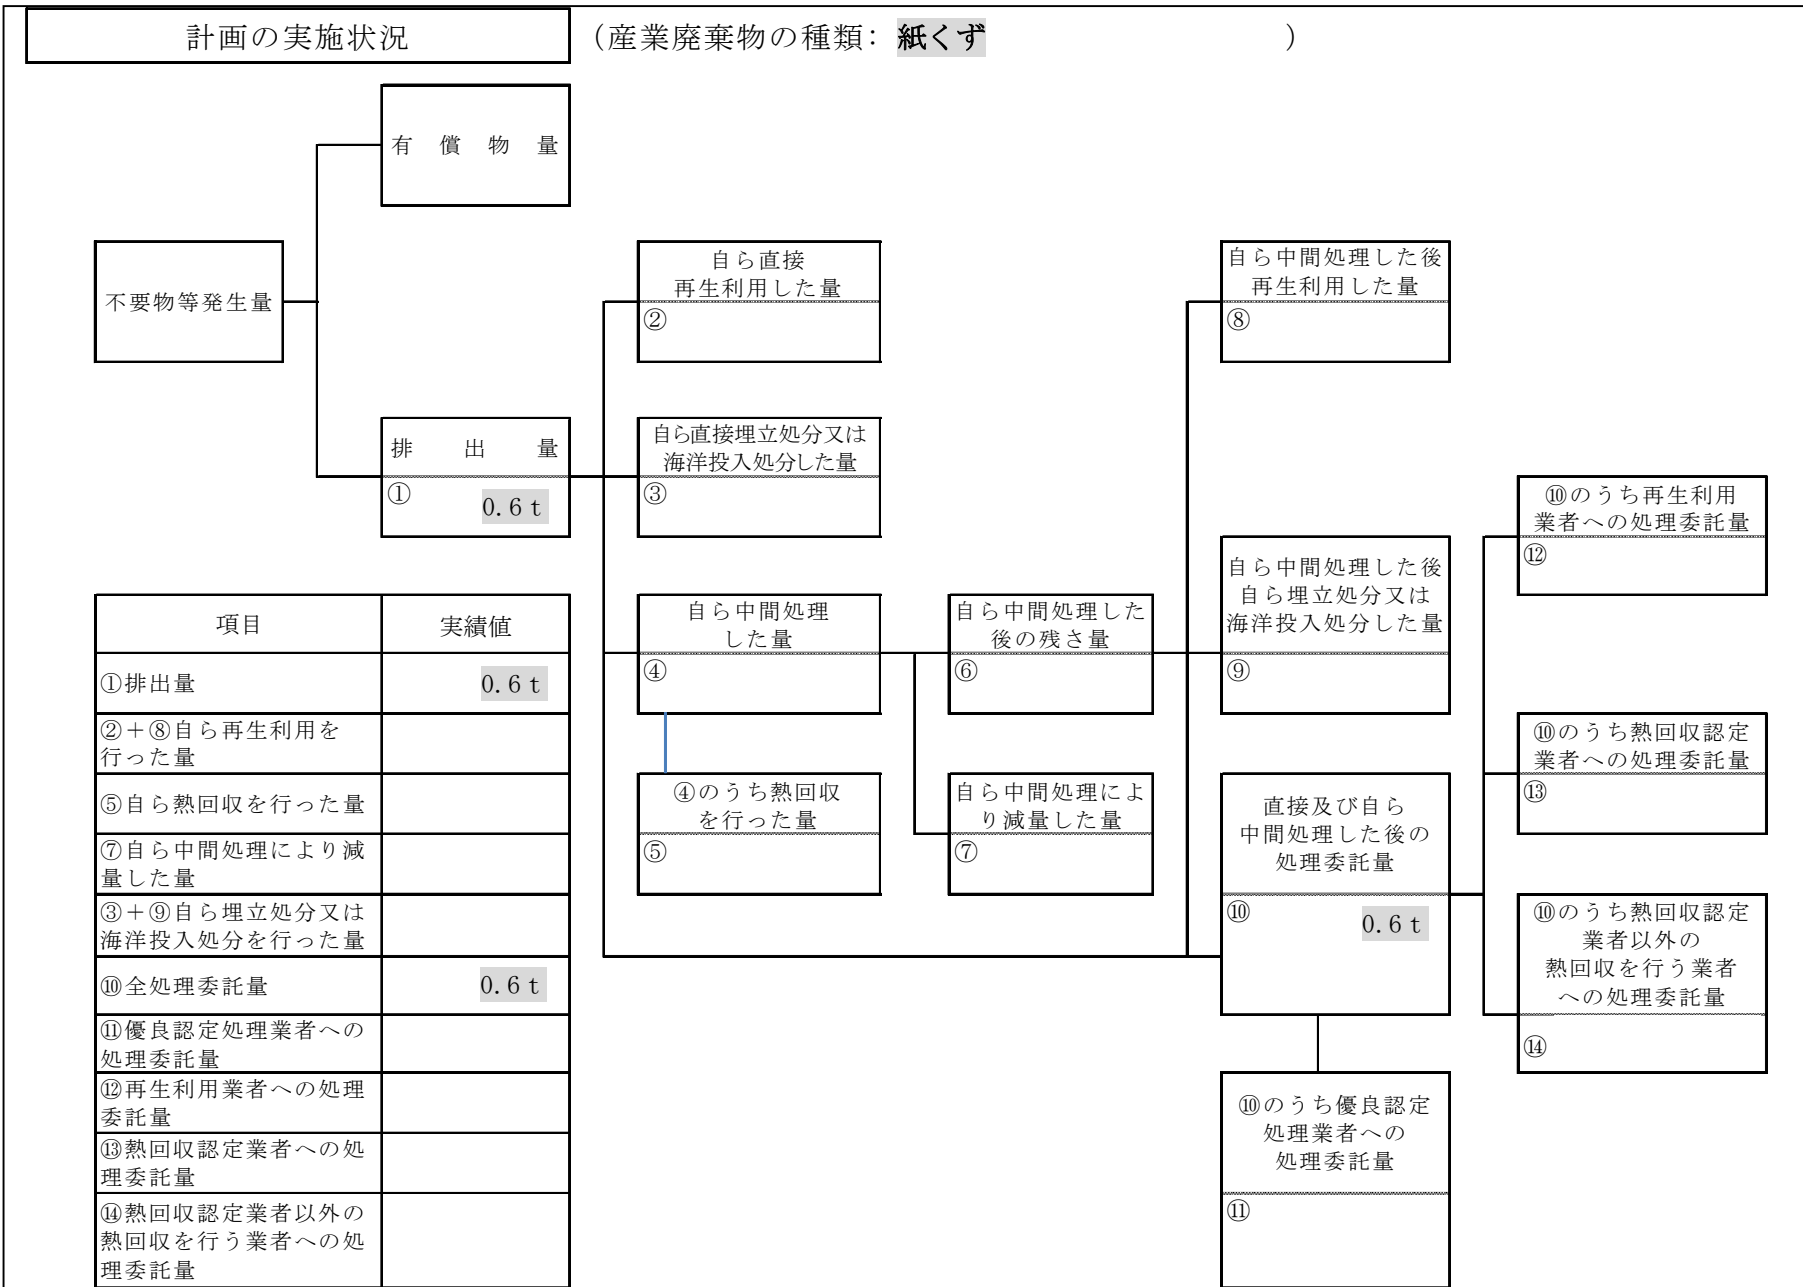 計画の実施状況
（産業廃棄物の種類： 紙くず ）
有償物量
不要物等発生量
排出量
① 0.6ｔ
自ら直接
再生利用した量
②
自ら直接埋立処分又は
海洋投入処分した量
③
自ら中間処理
した量
④
④のうち熱回収
を行った量
⑤
自ら中間処理した
後の残さ量
⑥
自ら中間処理によ
り減量した量
⑦
自ら中間処理した後
再生利用した量
⑧
自ら中間処理した後
自ら埋立処分又は
海洋投入処分した量
⑨
直接及び自ら
中間処理した後の
処理委託量
⑩ 0.6ｔ
⑩のうち優良認定
処理業者への
処理委託量
⑪
⑩のうち再生利用
業者への処理委託量
⑫
⑩のうち熱回収認定
業者への処理委託量
⑬
⑩のうち熱回収認定
業者以外の
熱回収を行う業者
への処理委託量
⑭
項目 実績値
①排出量 0.6ｔ
②＋⑧自ら再生利用を
行った量
⑤自ら熱回収を行った量
⑦自ら中間処理により減
量した量
③＋⑨自ら埋立処分又は
海洋投入処分を行った量
⑩全処理委託量 0.6ｔ
⑪優良認定処理業者への
処理委託量
⑫再生利用業者への処理
委託量
⑬熱回収認定業者への処
理委託量
⑭熱回収認定業者以外の
熱回収を行う業者への処
理委託量